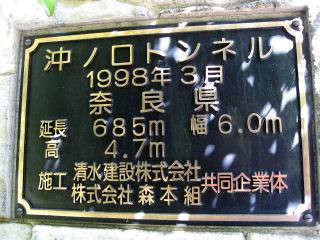 沖ノ口トンネル
1998年3月
奈良県
延長 685m 幅 6.0m
高 4.7m
施工 清水建設株式会社 共同企業体
株式会社 森本組